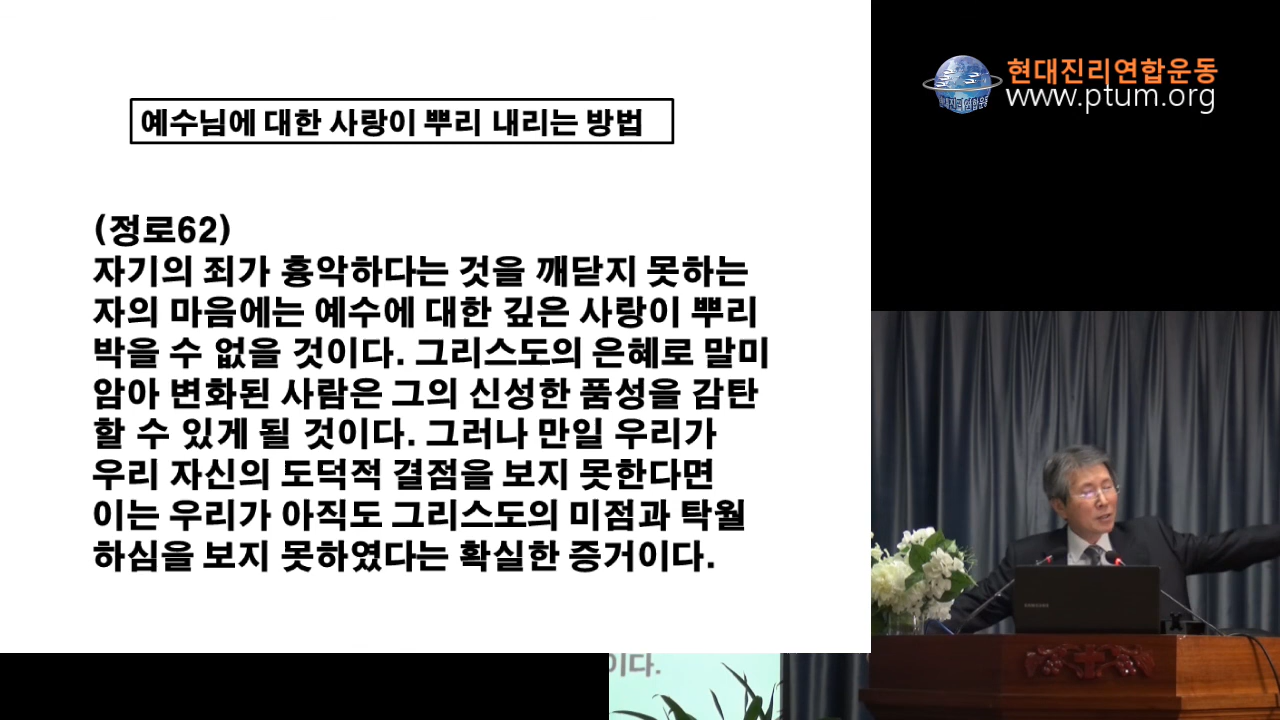 예수님에 대한 사랑이 뿌리 내리는 방법
(정로62)
자기의 죄가 흉악하다는 것을 깨닫지 못하는
자의 마음에는 예수에 대한 깊은 사랑이 뿌리
박을 수 없을 것이다. 그리스도의 은혜로 말미
암아 변화된 사람은 그의 신성한 품성을 감탄
할 수 있게 될 것이다. 그러나 만일 우리가
우리 자신의 도덕적 결점을 보지 못한다면
이는 우리가 아직도 그리스도의 미점과 탁월
하심을 보지 못하였다는 확실한 증거이다.
현대진리연합운동
www.ptum.org
현대진리연합운동
SAMSUNG
이다.